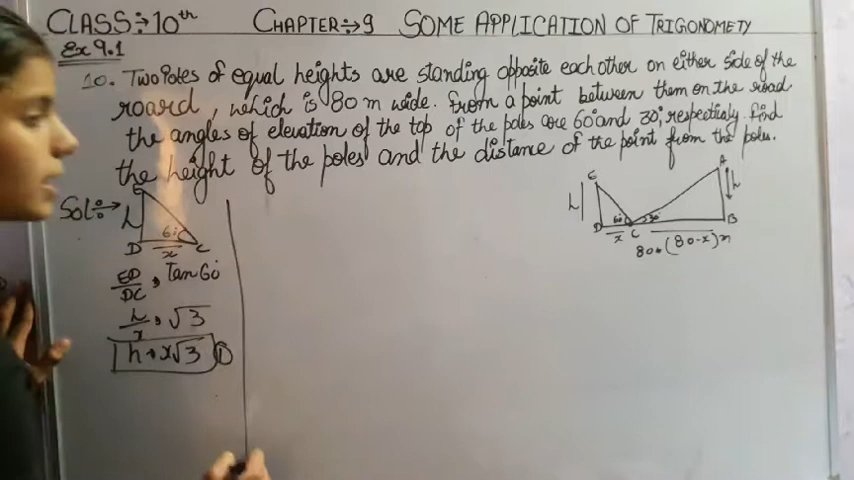 CLASS÷10th CHAPTER÷9 SOME APPLICATION OF TRIGONOMETY
Ex 9.1
10. Two Poles of equal heights are standing opposite each other on either side of the
roard, which is 80 m wide. from a point between them on the road
the angles of elevation of the top of the poles are 60° and 30°, respectialy. find
the height of the poles and the distance of the point from the poles.
Sol÷→
E
h
60
D C
x
ED/DC = Tan 60
h/x = √3
h = x√3 ①
E A
h h
60 30
D C B
x (80-x)m
80m